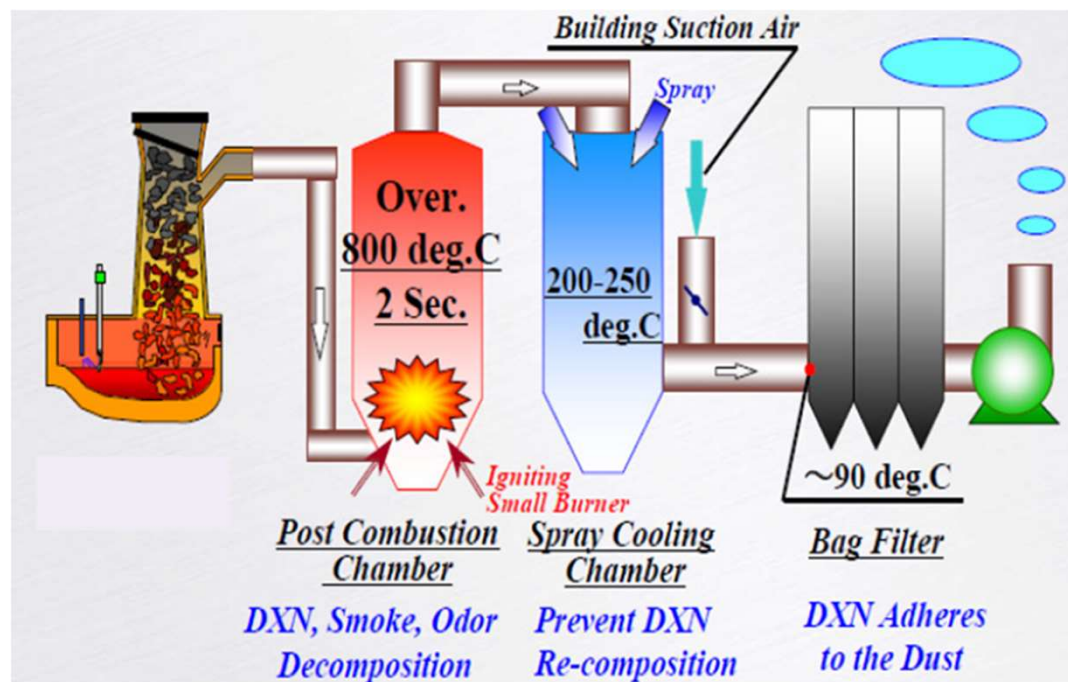 Building Suction Air
Spray
Over.
800 deg.C
2 Sec.
200-250
deg.C
Igniting
Small Burner
~90 deg.C
Post Combustion
Chamber
Spray Cooling
Chamber
Bag Filter
DXN, Smoke, Odor
Decomposition
Prevent DXN
Re-composition
DXN Adheres
to the Dust